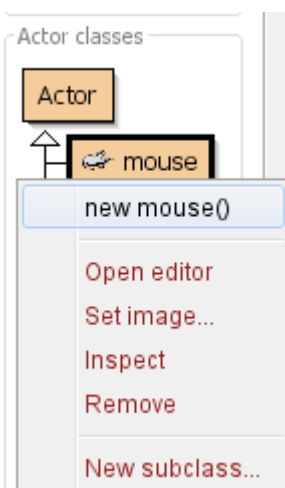 Actor classes
Actor
mouse
new mouse()
Open editor
Set image...
Inspect
Remove
New subclass...